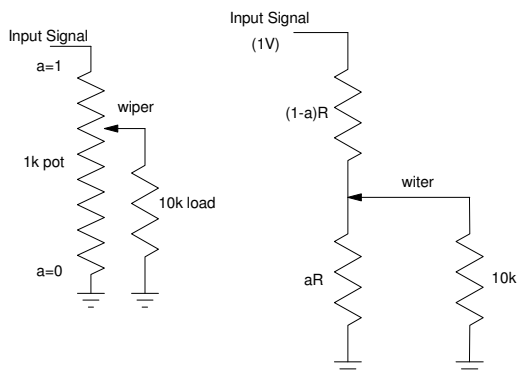 Input Signal
a=1
wiper
1k pot
10k load
a=0
Input Signal
(1V)
(1-a)R
witer
aR
10k